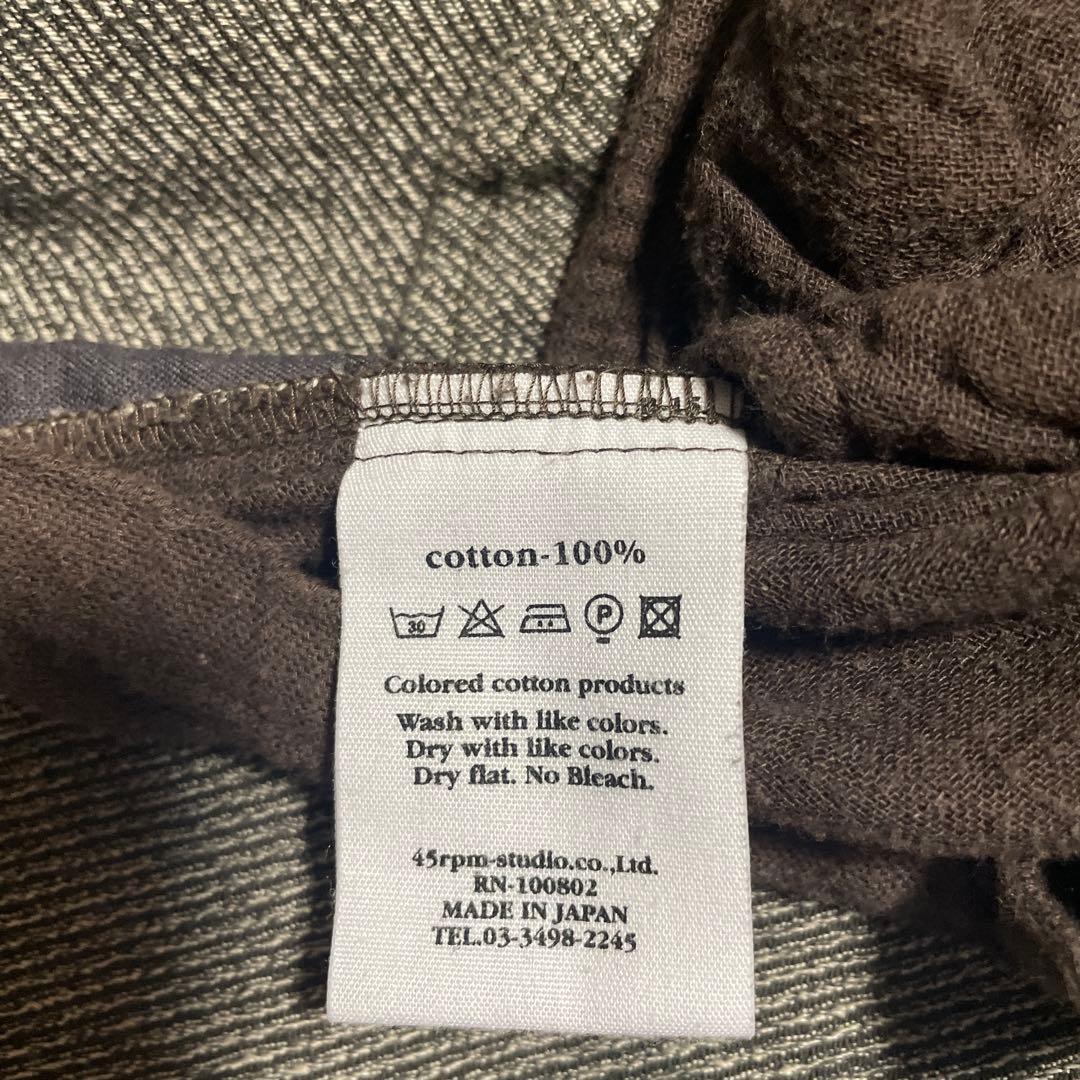 cotton-100%
30 P
Colored cotton products
Wash with like colors.
Dry with like colors.
Dry flat. No Bleach.
45rpm-studio.co.,Ltd.
RN-100802
MADE IN JAPAN
TEL.03-3498-2245